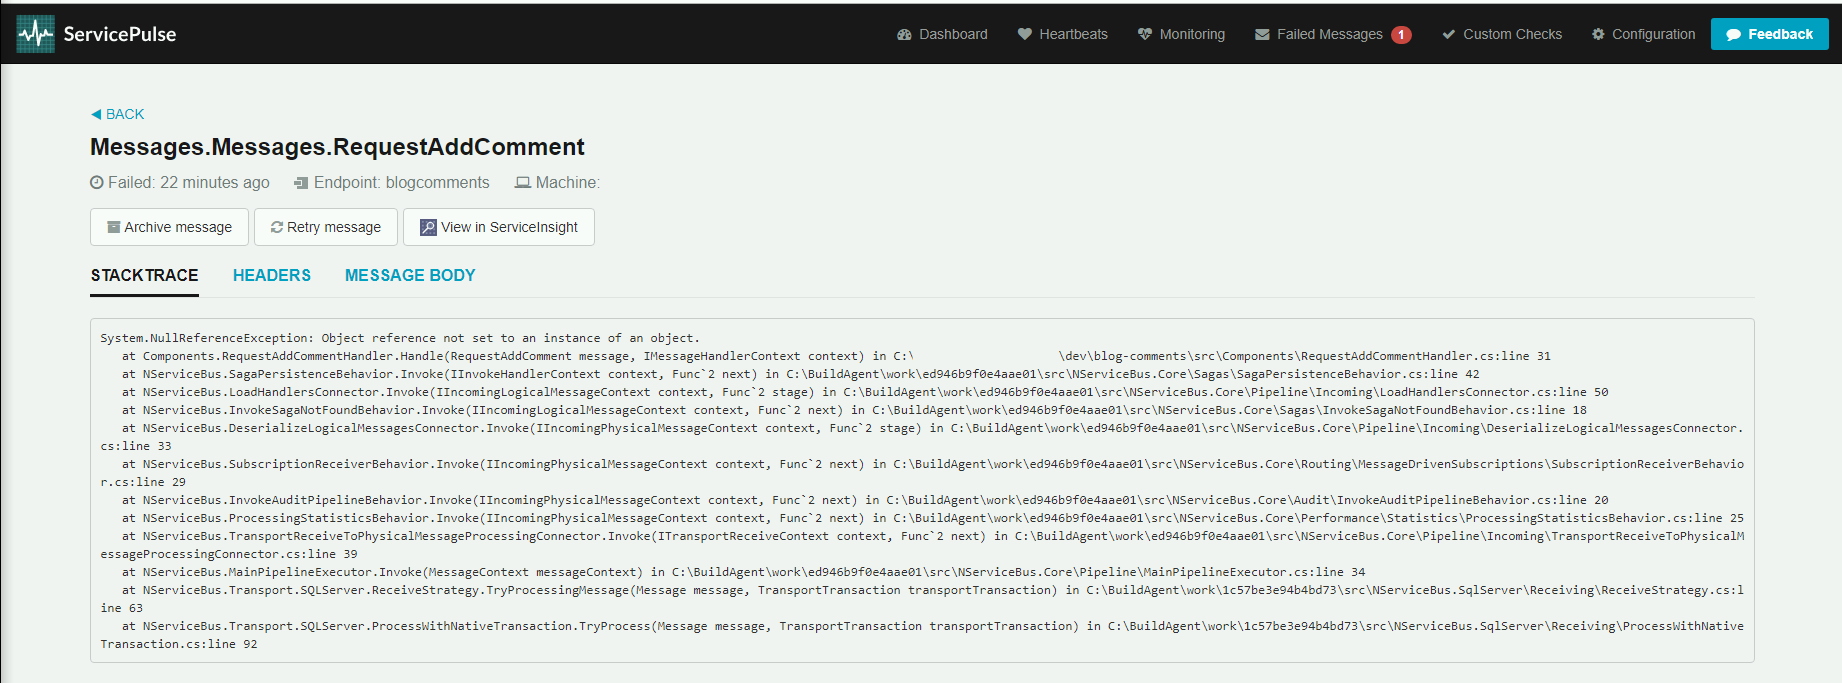 ServicePulse
Dashboard
Heartbeats
Monitoring
Failed Messages 1
Custom Checks
Configuration
Feedback
BACK
Messages.Messages.RequestAddComment
Failed: 22 minutes ago
Endpoint: blogcomments
Machine:
Archive message
Retry message
View in ServiceInsight
STACKTRACE
HEADERS
MESSAGE BODY
System.NullReferenceException: Object reference not set to an instance of an object.
at Components.RequestAddCommentHandler.Handle(RequestAddComment message, IMessageHandlerContext context) in C:\ \dev\blog-comments\src\Components\RequestAddCommentHandler.cs:line 31
at NServiceBus.SagaPersistenceBehavior.Invoke(IInvokeHandlerContext context, Func`2 next) in C:\BuildAgent\work\ed946b9f0e4aae01\src\NServiceBus.Core\Sagas\SagaPersistenceBehavior.cs:line 42
at NServiceBus.LoadHandlersConnector.Invoke(IIncomingLogicalMessageContext context, Func`2 stage) in C:\BuildAgent\work\ed946b9f0e4aae01\src\NServiceBus.Core\Pipeline\Incoming\LoadHandlersConnector.cs:line 50
at NServiceBus.InvokeSagaNotFoundBehavior.Invoke(IIncomingLogicalMessageContext context, Func`2 next) in C:\BuildAgent\work\ed946b9f0e4aae01\src\NServiceBus.Core\Sagas\InvokeSagaNotFoundBehavior.cs:line 18
at NServiceBus.DeserializeLogicalMessagesConnector.Invoke(IIncomingPhysicalMessageContext context, Func`2 stage) in C:\BuildAgent\work\ed946b9f0e4aae01\src\NServiceBus.Core\Pipeline\Incoming\DeserializeLogicalMessagesConnector.
cs:line 33
at NServiceBus.SubscriptionReceiverBehavior.Invoke(IIncomingPhysicalMessageContext context, Func`2 next) in C:\BuildAgent\work\ed946b9f0e4aae01\src\NServiceBus.Core\Routing\MessageDrivenSubscriptions\SubscriptionReceiverBehavio
r.cs:line 29
at NServiceBus.InvokeAuditPipelineBehavior.Invoke(IIncomingPhysicalMessageContext context, Func`2 next) in C:\BuildAgent\work\ed946b9f0e4aae01\src\NServiceBus.Core\Audit\InvokeAuditPipelineBehavior.cs:line 20
at NServiceBus.ProcessingStatisticsBehavior.Invoke(IIncomingPhysicalMessageContext context, Func`2 next) in C:\BuildAgent\work\ed946b9f0e4aae01\src\NServiceBus.Core\Performance\Statistics\ProcessingStatisticsBehavior.cs:line 25
at NServiceBus.TransportReceiveToPhysicalMessageProcessingConnector.Invoke(ITransportReceiveContext context, Func`2 next) in C:\BuildAgent\work\ed946b9f0e4aae01\src\NServiceBus.Core\Pipeline\Incoming\TransportReceiveToPhysicalM
essageProcessingConnector.cs:line 39
at NServiceBus.MainPipelineExecutor.Invoke(MessageContext messageContext) in C:\BuildAgent\work\ed946b9f0e4aae01\src\NServiceBus.Core\Pipeline\MainPipelineExecutor.cs:line 34
at NServiceBus.Transport.SQLServer.ReceiveStrategy.TryProcessingMessage(Message message, TransportTransaction transportTransaction) in C:\BuildAgent\work\1c57be3e94b4bd73\src\NServiceBus.SqlServer\Receiving\ReceiveStrategy.cs:l
ine 63
at NServiceBus.Transport.SQLServer.ProcessWithNativeTransaction.TryProcess(Message message, TransportTransaction transportTransaction) in C:\BuildAgent\work\1c57be3e94b4bd73\src\NServiceBus.SqlServer\Receiving\ProcessWithNative
Transaction.cs:line 92